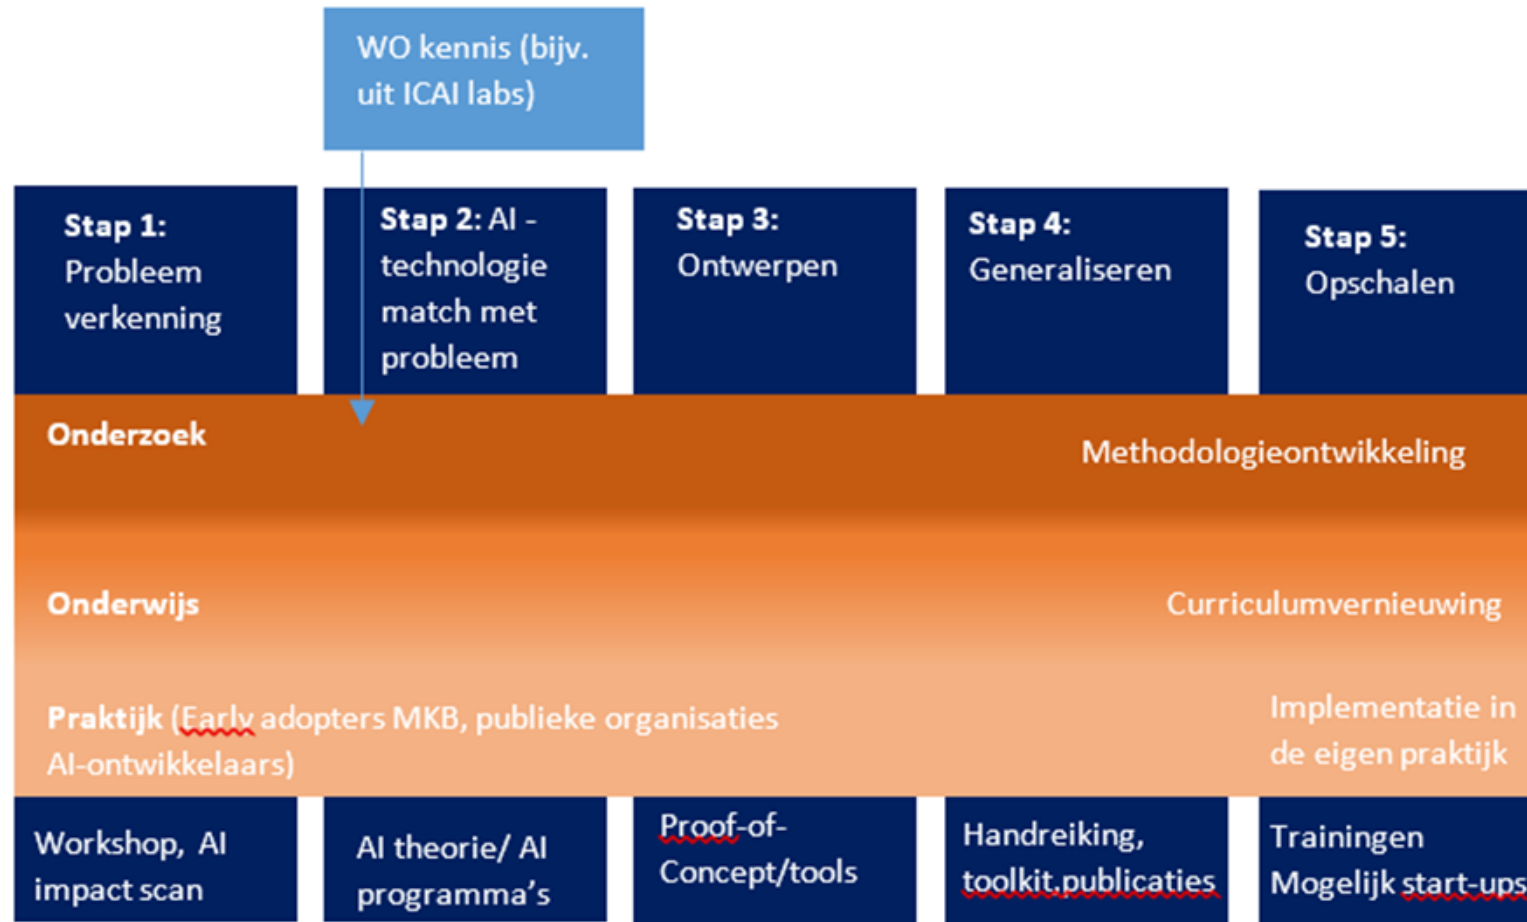 WO kennis (bijv.
uit ICAI labs)
Stap 1:
Probleem
verkenning
Stap 2: AI -
technologie
match met
probleem
Stap 3:
Ontwerpen
Stap 4:
Generaliseren
Stap 5:
Opschalen
Onderzoek
Methodologieontwikkeling
Onderwijs
Curriculumvernieuwing
Praktijk (Early adopters MKB, publieke organisaties
AI-ontwikkelaars)
Implementatie in
de eigen praktijk
Workshop, AI
impact scan
AI theorie/ AI
programma's
Proof-of-
Concept/tools
Handreiking,
toolkit.publicaties
Trainingen
Mogelijk start-ups